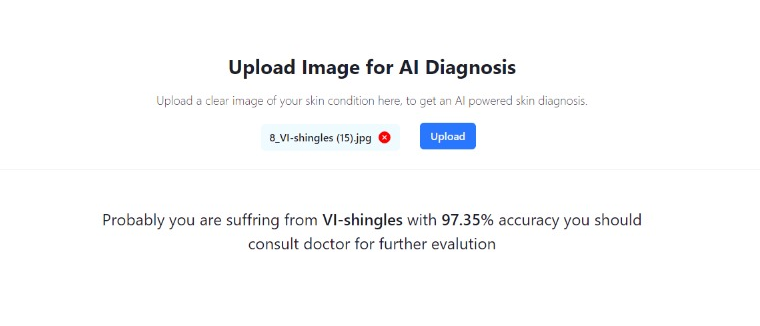 Upload Image for AI Diagnosis
Upload a clear image of your skin condition here, to get an AI powered skin diagnosis.
8_VI-shingles (15).jpg
Upload
Probably you are suffring from VI-shingles with 97.35% accuracy you should
consult doctor for further evalution